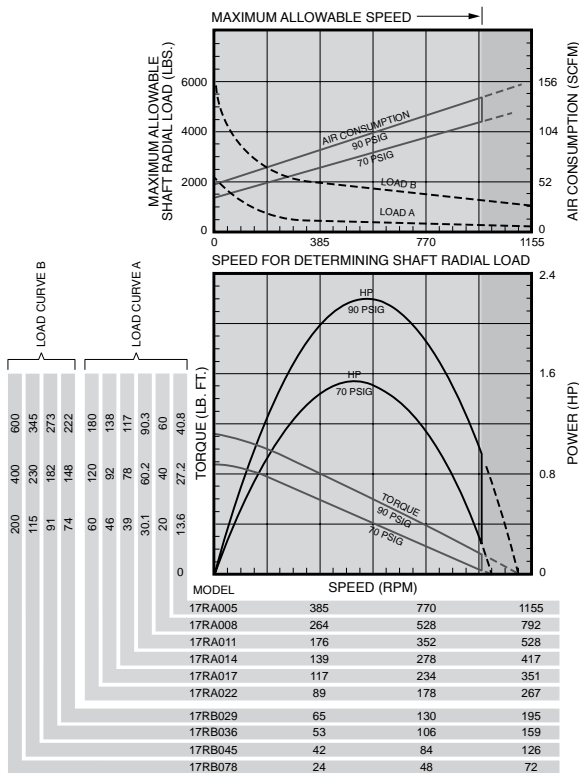 MAXIMUM ALLOWABLE SPEED
MAXIMUM ALLOWABLE
SHAFT RADIAL LOAD (LBS.)
6000
4000
2000
0
AIR CONSUMPTION
90 PSIG
70 PSIG
LOAD B
LOAD A
156
104
52
0
AIR CONSUMPTION (SCFM)
0 385 770 1155
SPEED FOR DETERMINING SHAFT RADIAL LOAD
LOAD CURVE B
LOAD CURVE A
600 345 273 222 180 138 117 90.3 60 40.8
400 230 182 148 120 92 78 60.2 40 27.2
200 115 91 74 60 46 39 30.1 20 13.6
0
TORQUE (LB. FT.)
HP
90 PSIG
HP
70 PSIG
TORQUE
90 PSIG
70 PSIG
2.4
1.6
0.8
0
POWER (HP)
MODEL SPEED (RPM)
17RA005 385 770 1155
17RA008 264 528 792
17RA011 176 352 528
17RA014 139 278 417
17RA017 117 234 351
17RA022 89 178 267
17RB029 65 130 195
17RB036 53 106 159
17RB045 42 84 126
17RB078 24 48 72